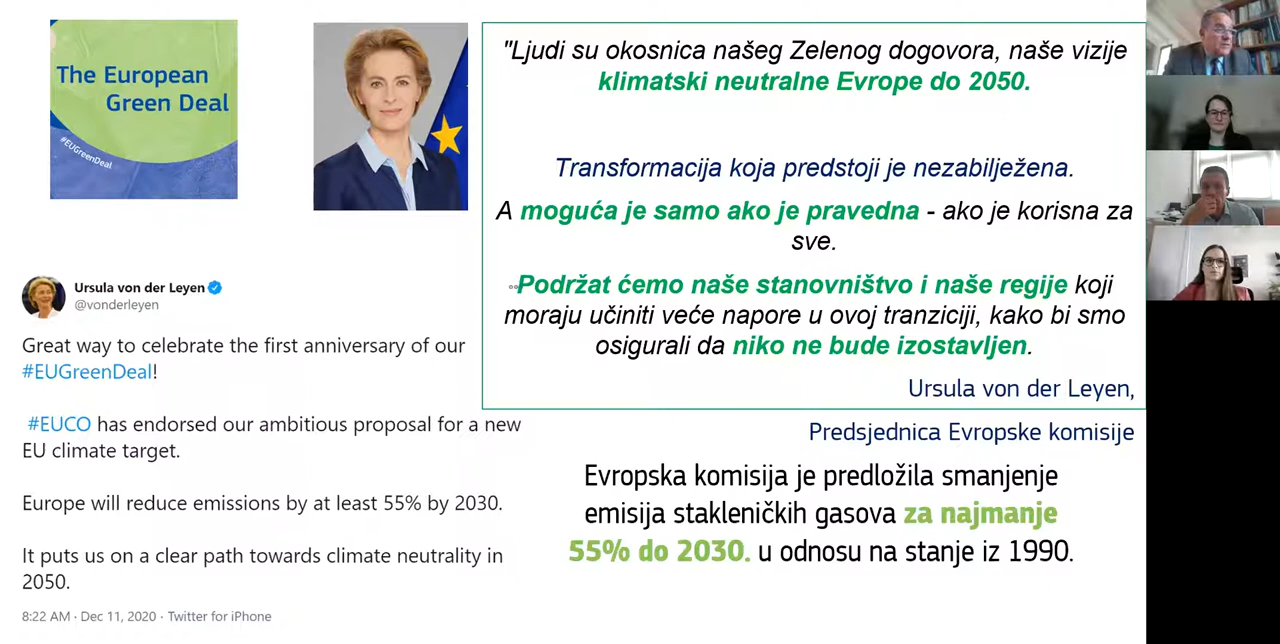 The European
Green Deal
#EUGreenDeal
"Ljudi su okosnica našeg Zelenog dogovora, naše vizije
klimatski neutralne Evrope do 2050.
Transformacija koja predstoji je nezabilježena.
A moguća je samo ako je pravedna - ako je korisna za
sve.
Podržat ćemo naše stanovništvo i naše regije koji
moraju učiniti veće napore u ovoj tranziciji, kako bi smo
osigurali da niko ne bude izostavljen.
Ursula von der Leyen,
Predsjednica Evropske komisije
Evropska komisija je predložila smanjenje
emisija stakleničkih gasova za najmanje
55% do 2030. u odnosu na stanje iz 1990.
Ursula von der Leyen
@vonderleyen
Great way to celebrate the first anniversary of our
#EUGreenDeal!
#EUCO has endorsed our ambitious proposal for a new
EU climate target.
Europe will reduce emissions by at least 55% by 2030.
It puts us on a clear path towards climate neutrality in
2050.
8:22 AM · Dec 11, 2020 · Twitter for iPhone